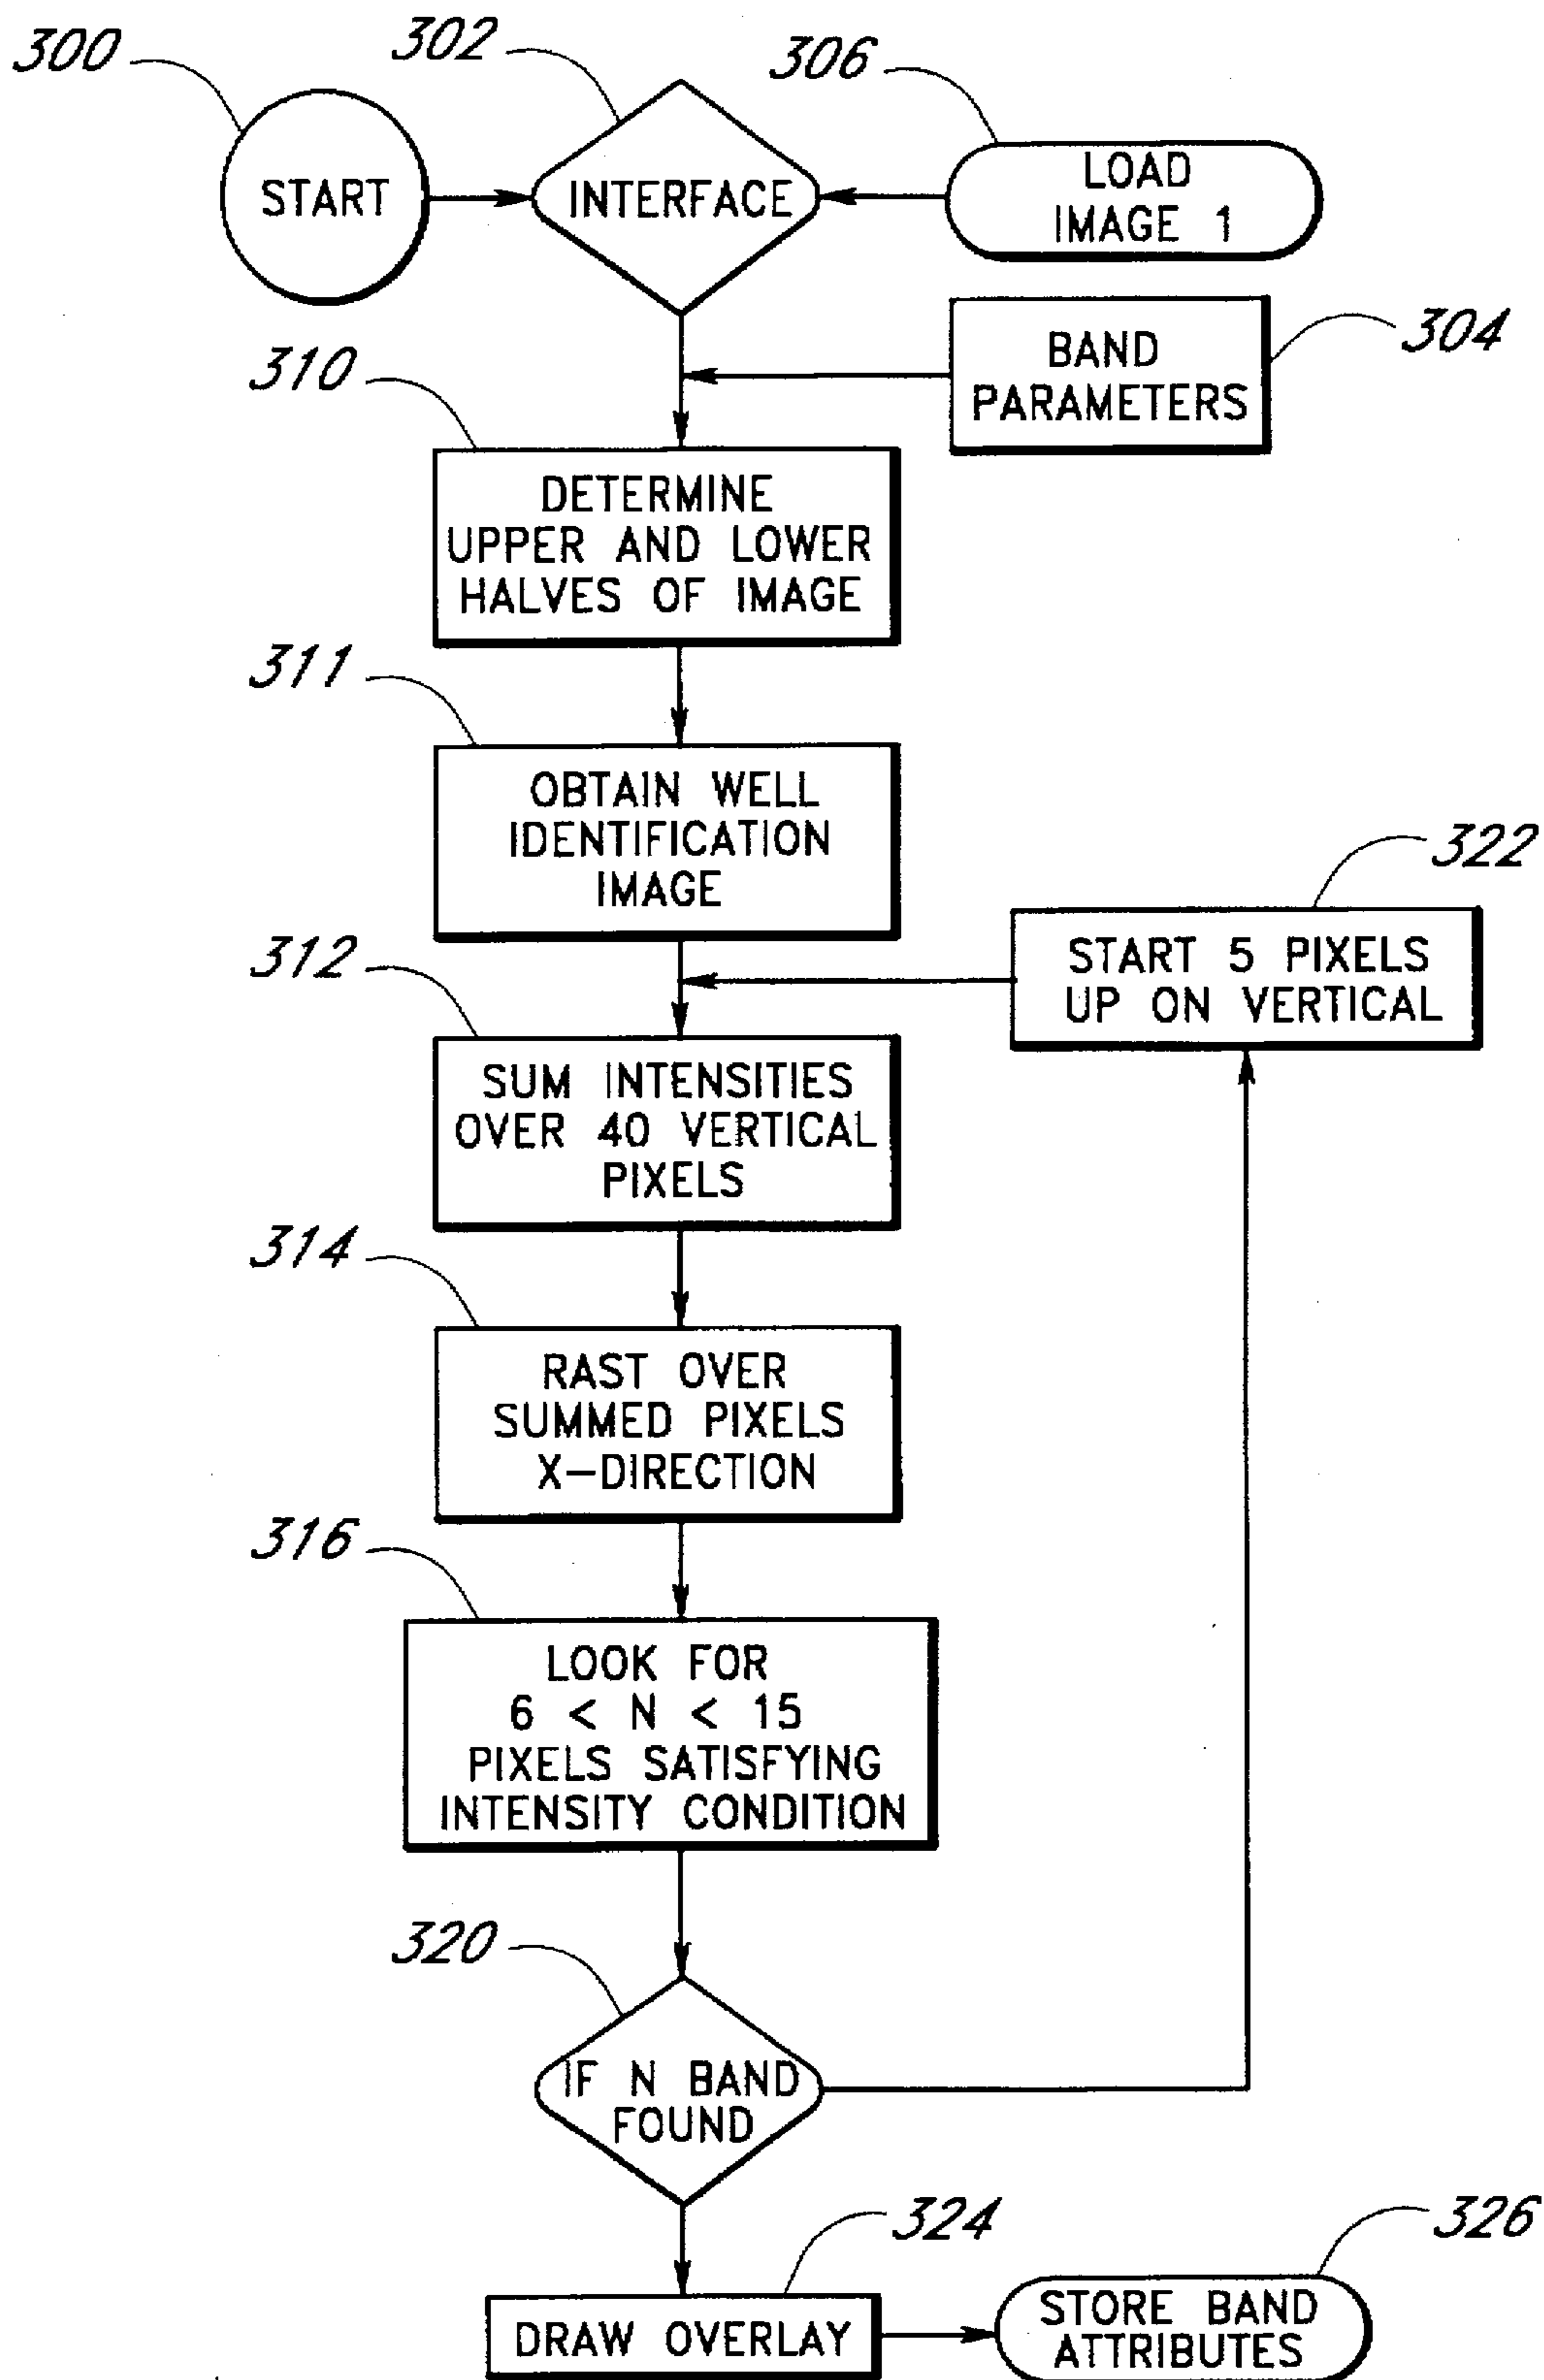 300
302
306
START
INTERFACE
LOAD
IMAGE 1
304
BAND
PARAMETERS
310
DETERMINE
UPPER AND LOWER
HALVES OF IMAGE
311
OBTAIN WELL
IDENTIFICATION
IMAGE
322
START 5 PIXELS
UP ON VERTICAL
312
SUM INTENSITIES
OVER 40 VERTICAL
PIXELS
314
RAST OVER
SUMMED PIXELS
X-DIRECTION
316
LOOK FOR
6 < N < 15
PIXELS SATISFYING
INTENSITY CONDITION
320
IF N BAND
FOUND
324
DRAW OVERLAY
326
STORE BAND
ATTRIBUTES